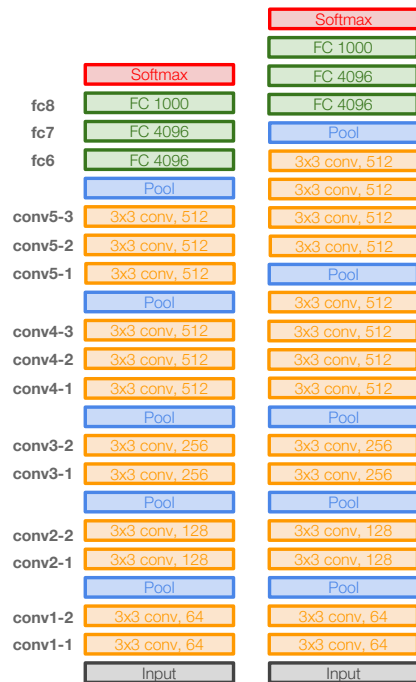 Softmax
fc8 FC 1000
fc7 FC 4096
fc6 FC 4096
Pool
conv5-3 3x3 conv, 512
conv5-2 3x3 conv, 512
conv5-1 3x3 conv, 512
Pool
conv4-3 3x3 conv, 512
conv4-2 3x3 conv, 512
conv4-1 3x3 conv, 512
Pool
conv3-2 3x3 conv, 256
conv3-1 3x3 conv, 256
Pool
conv2-2 3x3 conv, 128
conv2-1 3x3 conv, 128
Pool
conv1-2 3x3 conv, 64
conv1-1 3x3 conv, 64
Input
Softmax
FC 1000
FC 4096
FC 4096
Pool
3x3 conv, 512
3x3 conv, 512
3x3 conv, 512
3x3 conv, 512
Pool
3x3 conv, 512
3x3 conv, 512
3x3 conv, 512
3x3 conv, 512
Pool
3x3 conv, 256
3x3 conv, 256
Pool
3x3 conv, 128
3x3 conv, 128
Pool
3x3 conv, 64
3x3 conv, 64
Input